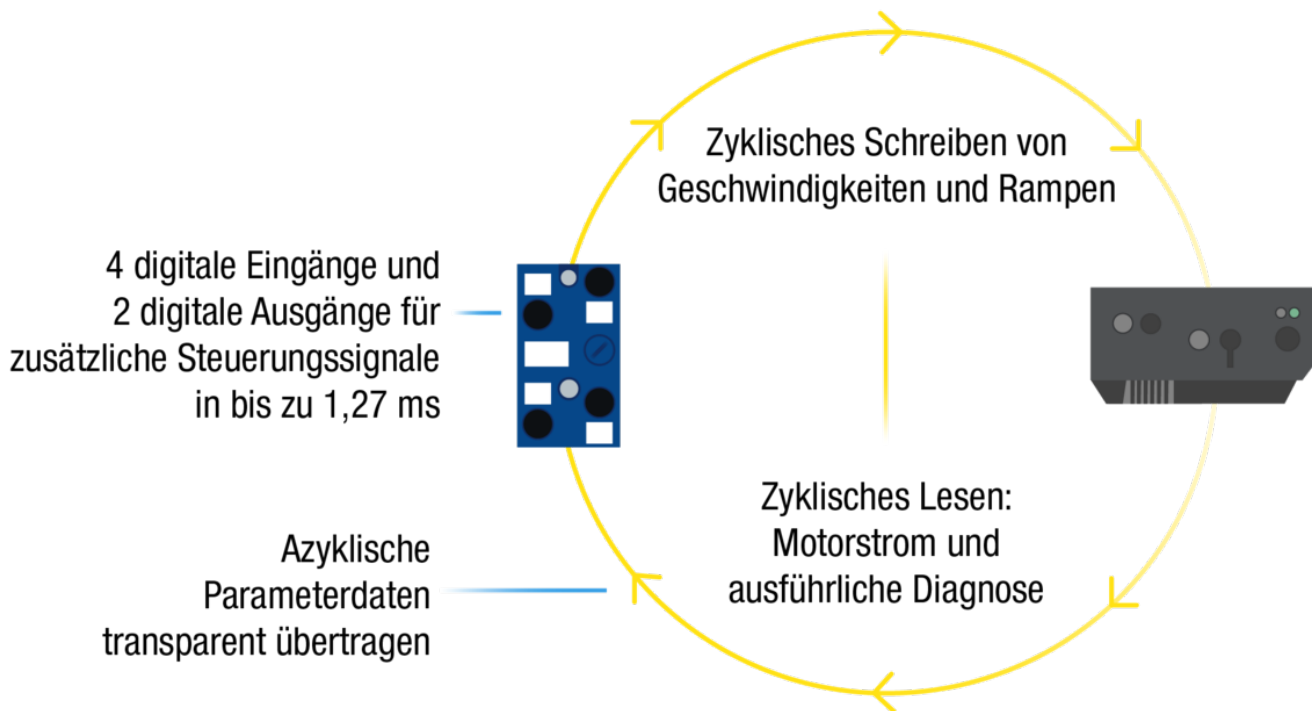 Zyklisches Schreiben von
Geschwindigkeiten und Rampen
4 digitale Eingänge und
2 digitale Ausgänge für
zusätzliche Steuerungssignale
in bis zu 1,27 ms
Zyklisches Lesen:
Motorstrom und
ausführliche Diagnose
Azyklische
Parameterdaten
transparent übertragen